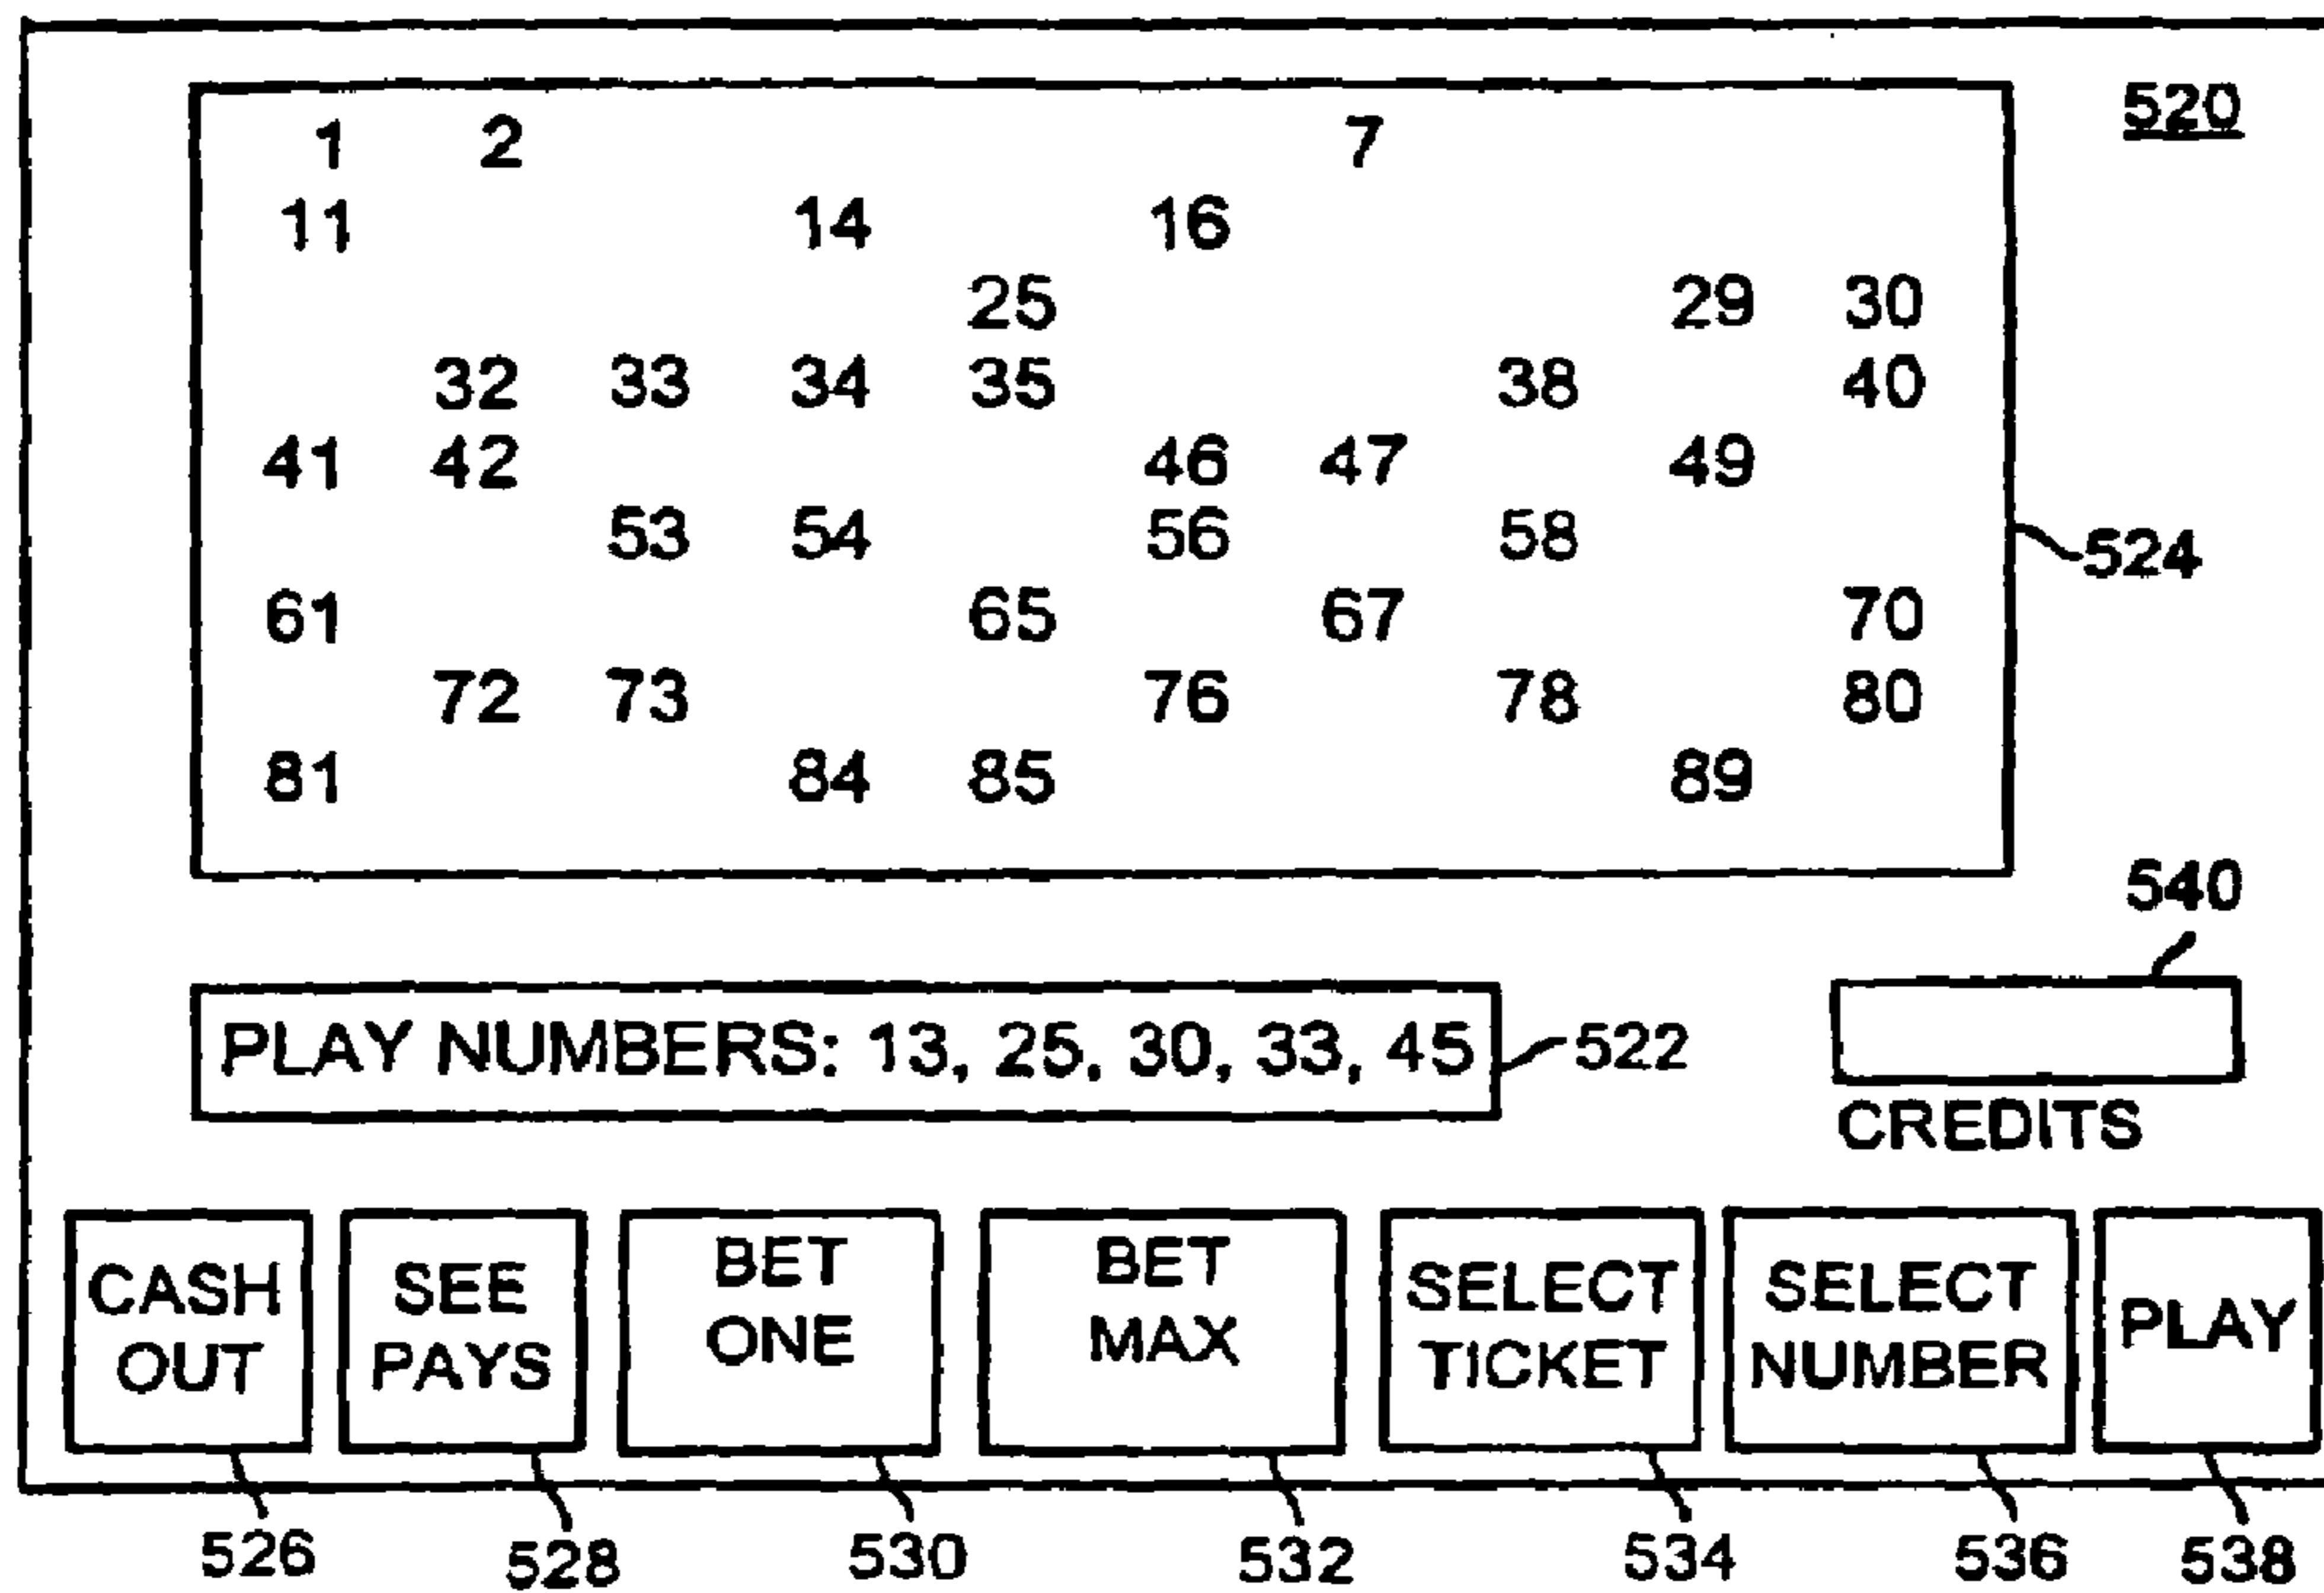 520
1 2 7
11 14 16
25 29 30
32 33 34 35 38 40
41 42 46 47 49
53 54 56 58
524
61 65 67 70
72 73 76 78 80
81 84 85 89
540
PLAY NUMBERS: 13, 25, 30, 33, 45
522
CREDITS
CASH
OUT
SEE
PAYS
BET
ONE
BET
MAX
SELECT
TICKET
SELECT
NUMBER
PLAY
526 528 530 532 534 536 538